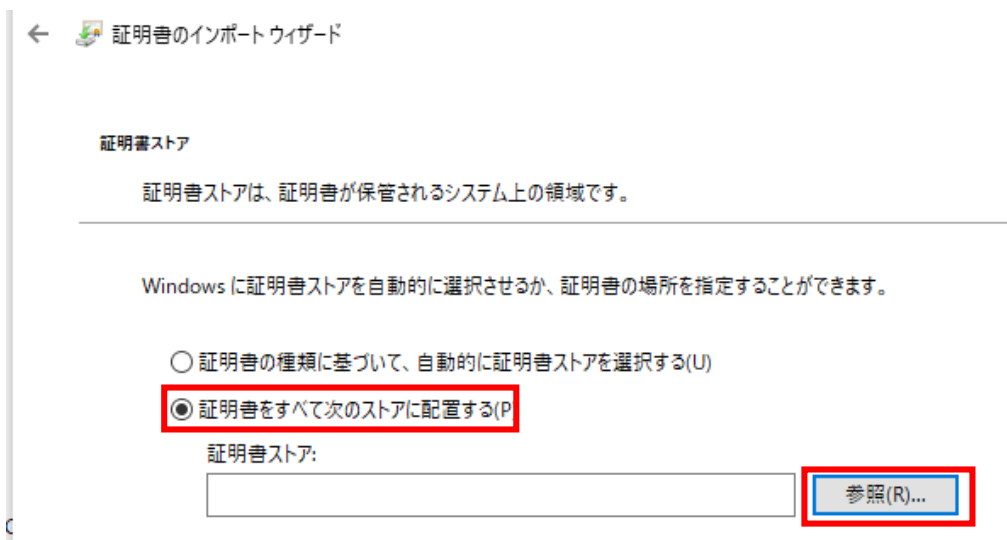 証明書のインポート ウィザード
証明書ストア
証明書ストアは、証明書が保管されるシステム上の領域です。
Windows に証明書ストアを自動的に選択させるか、証明書の場所を指定することができます。
証明書の種類に基づいて、自動的に証明書ストアを選択する(U)
証明書をすべて次のストアに配置する(P
証明書ストア:
参照(R)...